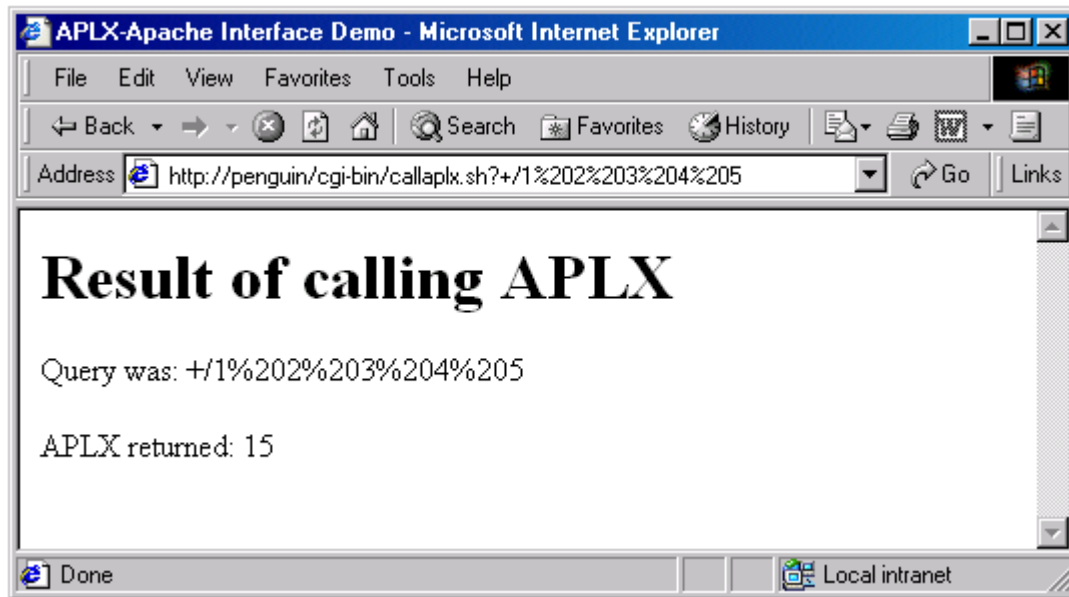 APLX-Apache Interface Demo - Microsoft Internet Explorer
File Edit View Favorites Tools Help
Back Search Favorites History
Address http://penguin/cgi-bin/callaplx.sh?+/1%202%203%204%205 Go Links
Result of calling APLX
Query was: +/1%202%203%204%205
APLX returned: 15
Done Local intranet